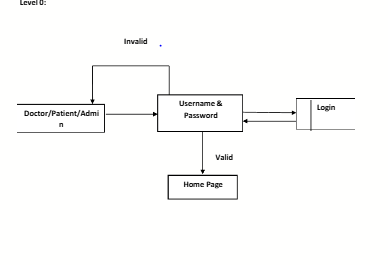 Level 0:
Invalid
Doctor/Patient/Admi
n
Username &
Password
Login
Valid
Home Page